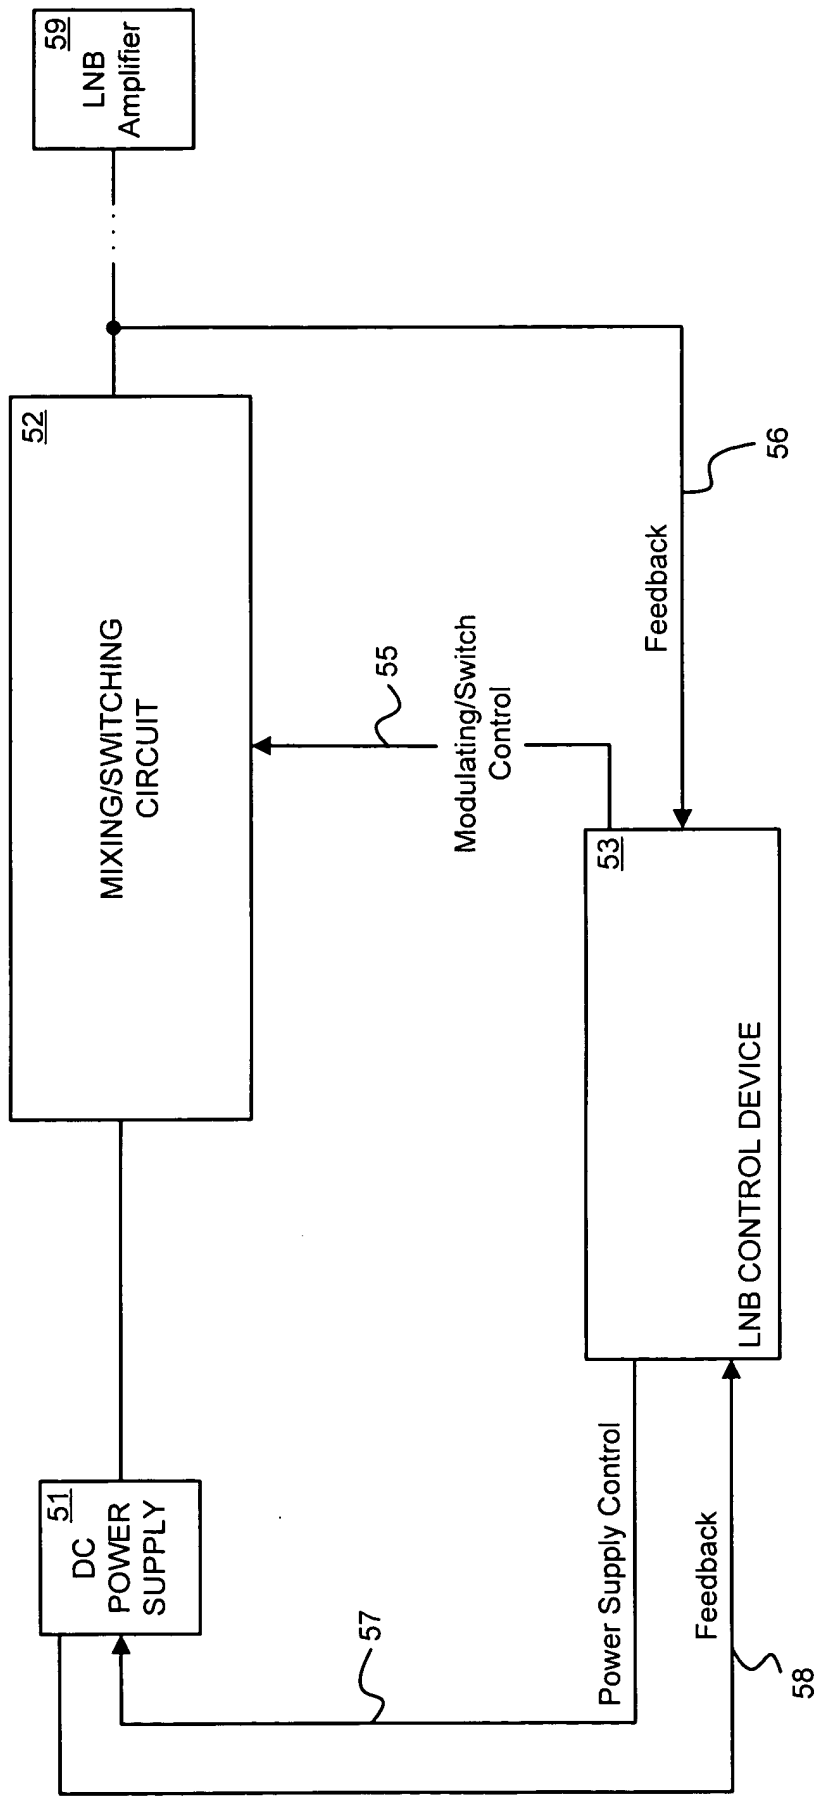 51
DC
POWER
SUPPLY
52
MIXING/SWITCHING
CIRCUIT
59
LNB
Amplifier
55
Modulating/Switch
Control
57
Power Supply Control
53
LNB CONTROL DEVICE
Feedback
56
Feedback
58